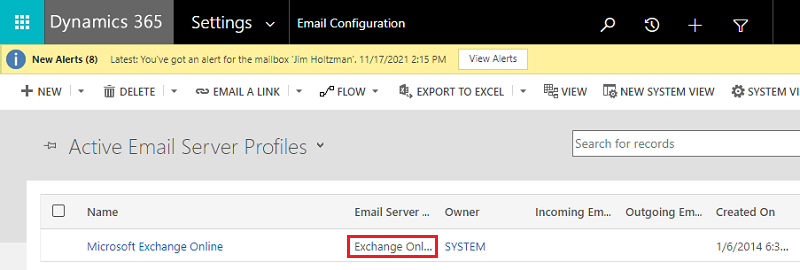 Dynamics 365 Settings Email Configuration
New Alerts (8) Latest: You've got an alert for the mailbox 'Jim Holtzman'. 11/17/2021 2:15 PM View Alerts
NEW DELETE EMAIL A LINK FLOW EXPORT TO EXCEL VIEW NEW SYSTEM VIEW SYSTEM VI
Active Email Server Profiles Search for records
Name Email Server ... Owner Incoming Em... Outgoing Em... Created On
Microsoft Exchange Online Exchange Onl... SYSTEM 1/6/2014 6:3...